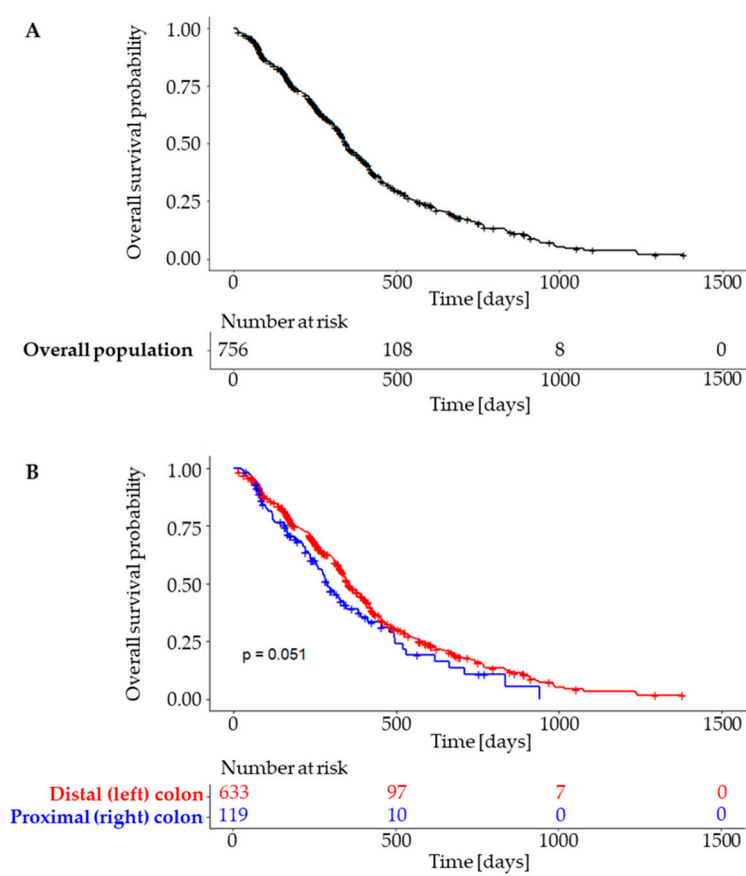 A
1.00
0.75
0.50
0.25
0.00
Overall survival probability
0 500 1000 1500
Time [days]
Number at risk
Overall population 756 108 8 0
0 500 1000 1500
Time [days]
B
1.00
0.75
0.50
0.25
0.00
Overall survival probability
p = 0.051
0 500 1000 1500
Time [days]
Number at risk
Distal (left) colon 633 97 7 0
Proximal (right) colon 119 10 0 0
0 500 1000 1500
Time [days]